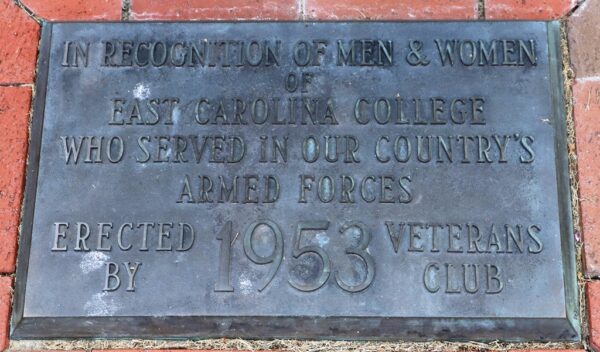 IN RECOGNITION OF MEN & WOMEN
OF
EAST CAROLINA COLLEGE
WHO SERVED IN OUR COUNTRY'S
ARMED FORCES
ERECTED BY 1953 VETERANS CLUB